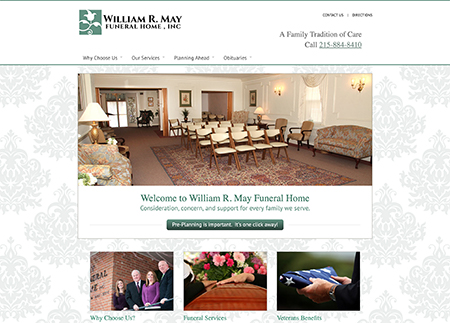 WILLIAM R. MAY
FUNERAL HOME, INC
CONTACT US | DIRECTIONS
A Family Tradition of Care
Call 215-884-8410
Why Choose Us
Our Services
Planning Ahead
Obituaries
Welcome to William R. May Funeral Home
Consideration, concern, and support for every family we serve.
Pre-Planning is important. It's one click away!
Why Choose Us?
Funeral Services
Veterans Benefits